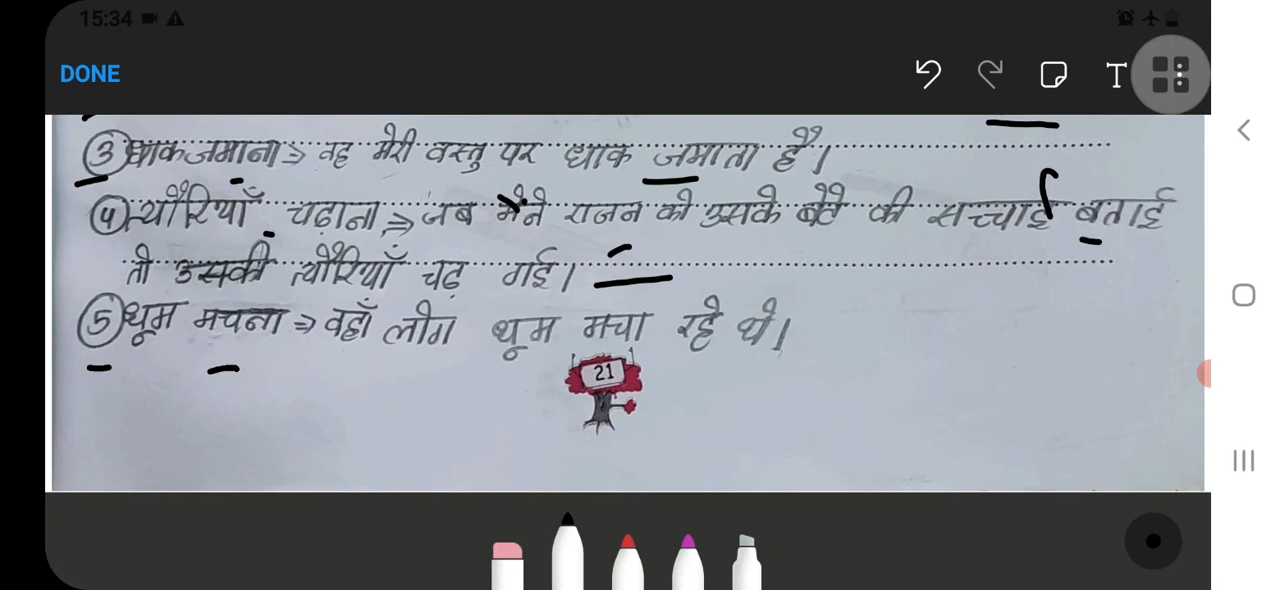 15:34
DONE
T
③ धाक जमाना ⇒ वह मेरी वस्तु पर धाक जमाता है।
④ त्यौरियाँ चढ़ाना ⇒ जब मैंने राजन को उसके बेटे की सच्चाई बताई
तो उसकी त्यौरियाँ चढ़ गई।
⑤ धूम मचना ⇒ वहाँ लोग धूम मचा रहे थे।
21